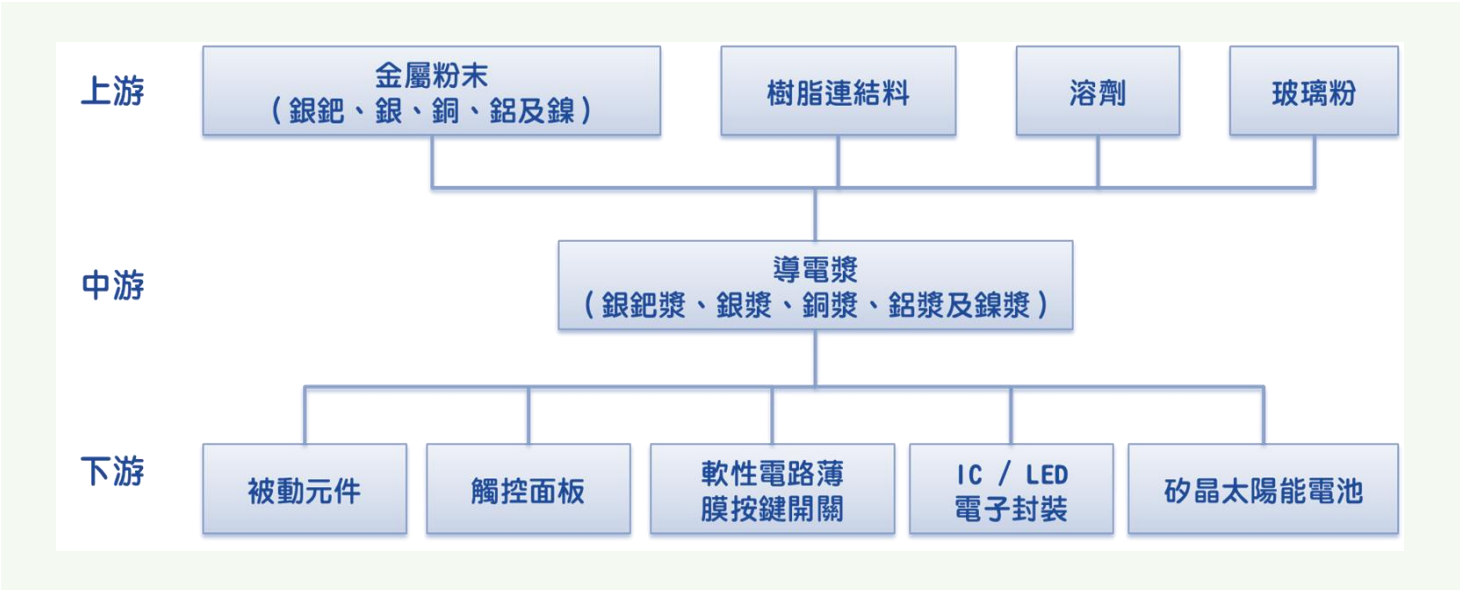 上游
金屬粉末
（銀鈀、銀、銅、鋁及鎳）
樹脂連結料
溶劑
玻璃粉
中游
導電漿
（銀鈀漿、銀漿、銅漿、鋁漿及鎳漿）
下游
被動元件
觸控面板
軟性電路薄
膜按鍵開關
IC / LED
電子封裝
矽晶太陽能電池